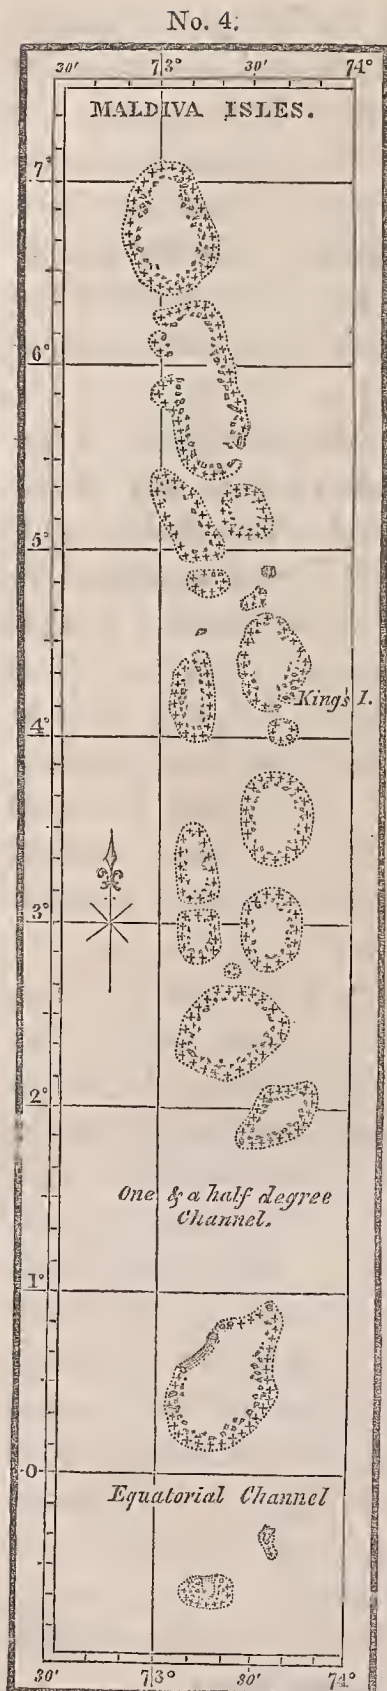 No. 4.
30' 73° 30' 74°
MALDIVA ISLES.
7°
6°
5°
King's I.
4°
3°
2°
One & a half degree
Channel.
1°
0
Equatorial Channel
30' 73° 30' 74°